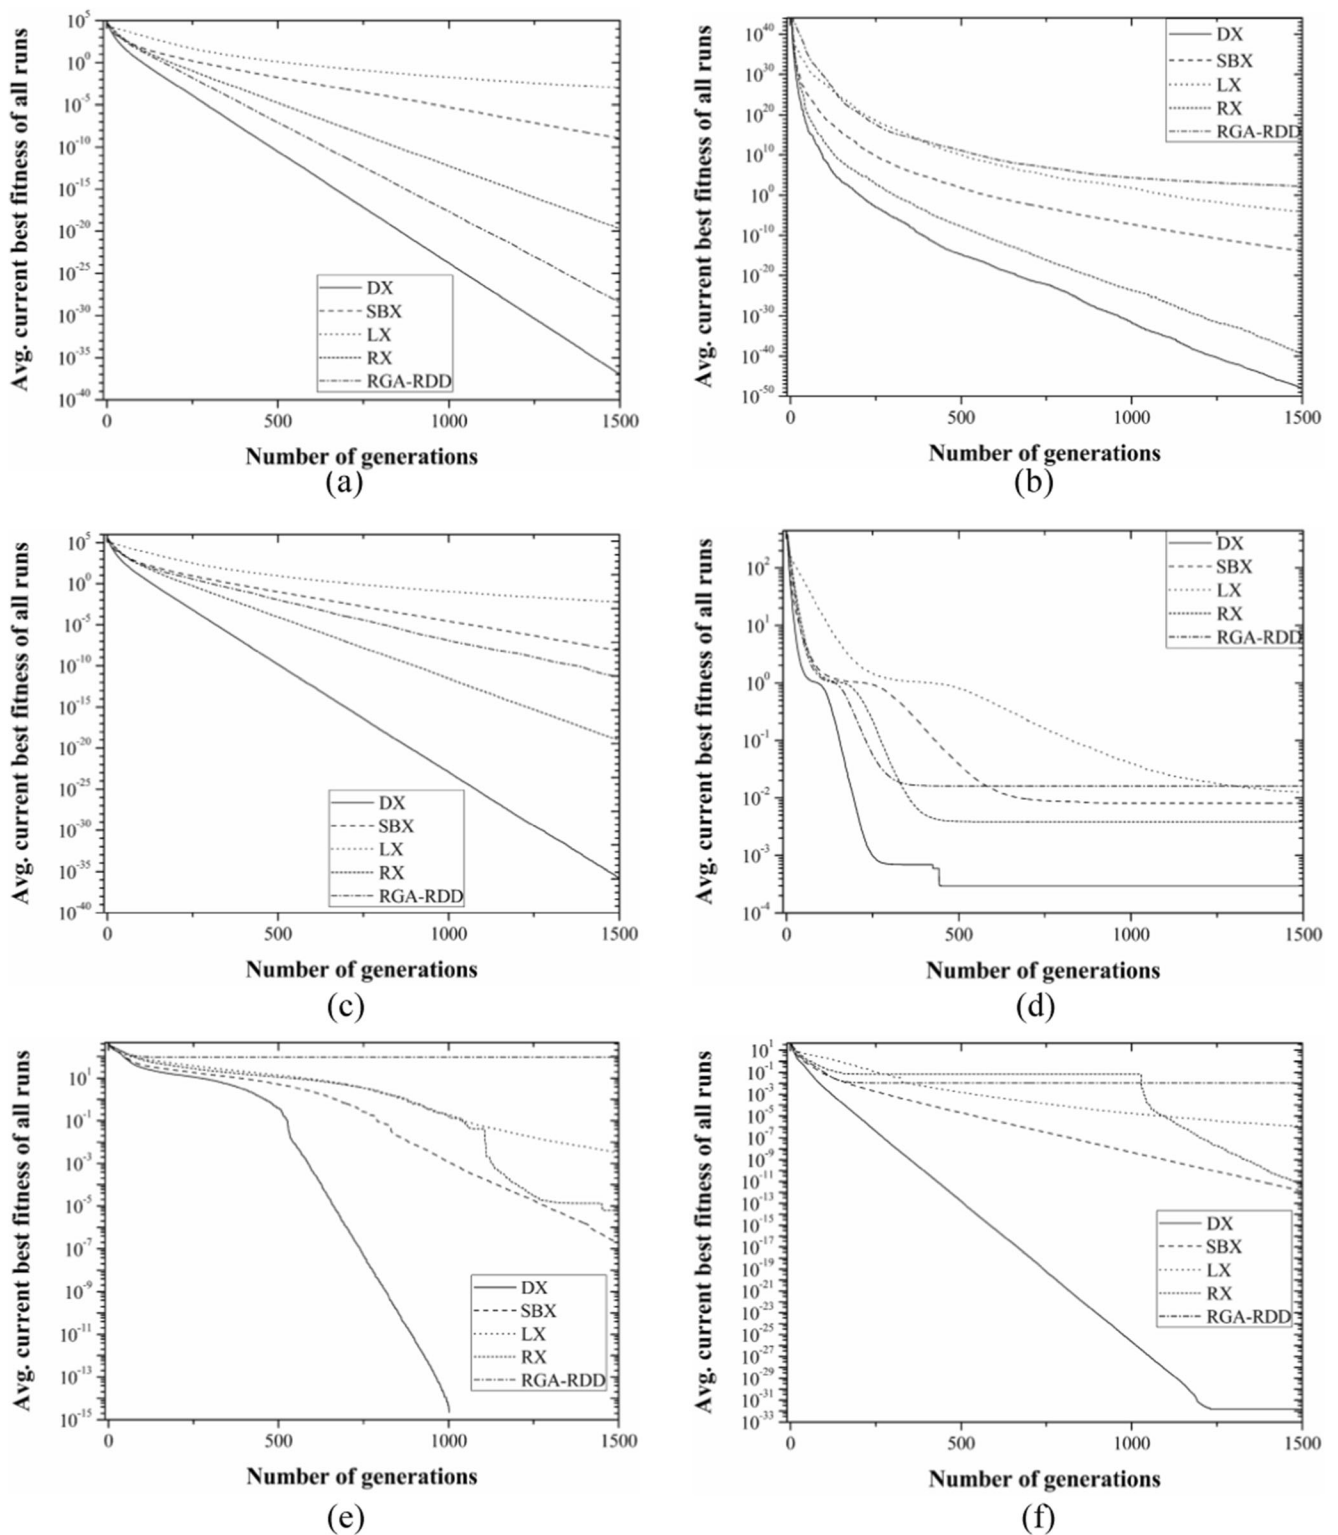 Avg. current best fitness of all runs
10^5
10^0
10^-5
10^-10
10^-15
10^-20
10^-25
10^-30
10^-35
10^-40
DX
SBX
LX
RX
RGA-RDD
0 500 1000 1500
Number of generations
(a)
Avg. current best fitness of all runs
10^40
10^30
10^20
10^10
10^0
10^-10
10^-20
10^-30
10^-40
10^-50
DX
SBX
LX
RX
RGA-RDD
0 500 1000 1500
Number of generations
(b)
Avg. current best fitness of all runs
10^5
10^0
10^-5
10^-10
10^-15
10^-20
10^-25
10^-30
10^-35
10^-40
DX
SBX
LX
RX
RGA-RDD
0 500 1000 1500
Number of generations
(c)
Avg. current best fitness of all runs
10^2
10^1
10^0
10^-1
10^-2
10^-3
10^-4
DX
SBX
LX
RX
RGA-RDD
0 500 1000 1500
Number of generations
(d)
Avg. current best fitness of all runs
10^1
10^-1
10^-3
10^-5
10^-7
10^-9
10^-11
10^-13
10^-15
DX
SBX
LX
RX
RGA-RDD
0 500 1000 1500
Number of generations
(e)
Avg. current best fitness of all runs
10^1
10^-1
10^-3
10^-5
10^-7
10^-9
10^-11
10^-13
10^-15
10^-17
10^-19
10^-21
10^-23
10^-25
10^-27
10^-29
10^-31
10^-33
DX
SBX
LX
RX
RGA-RDD
0 500 1000 1500
Number of generations
(f)